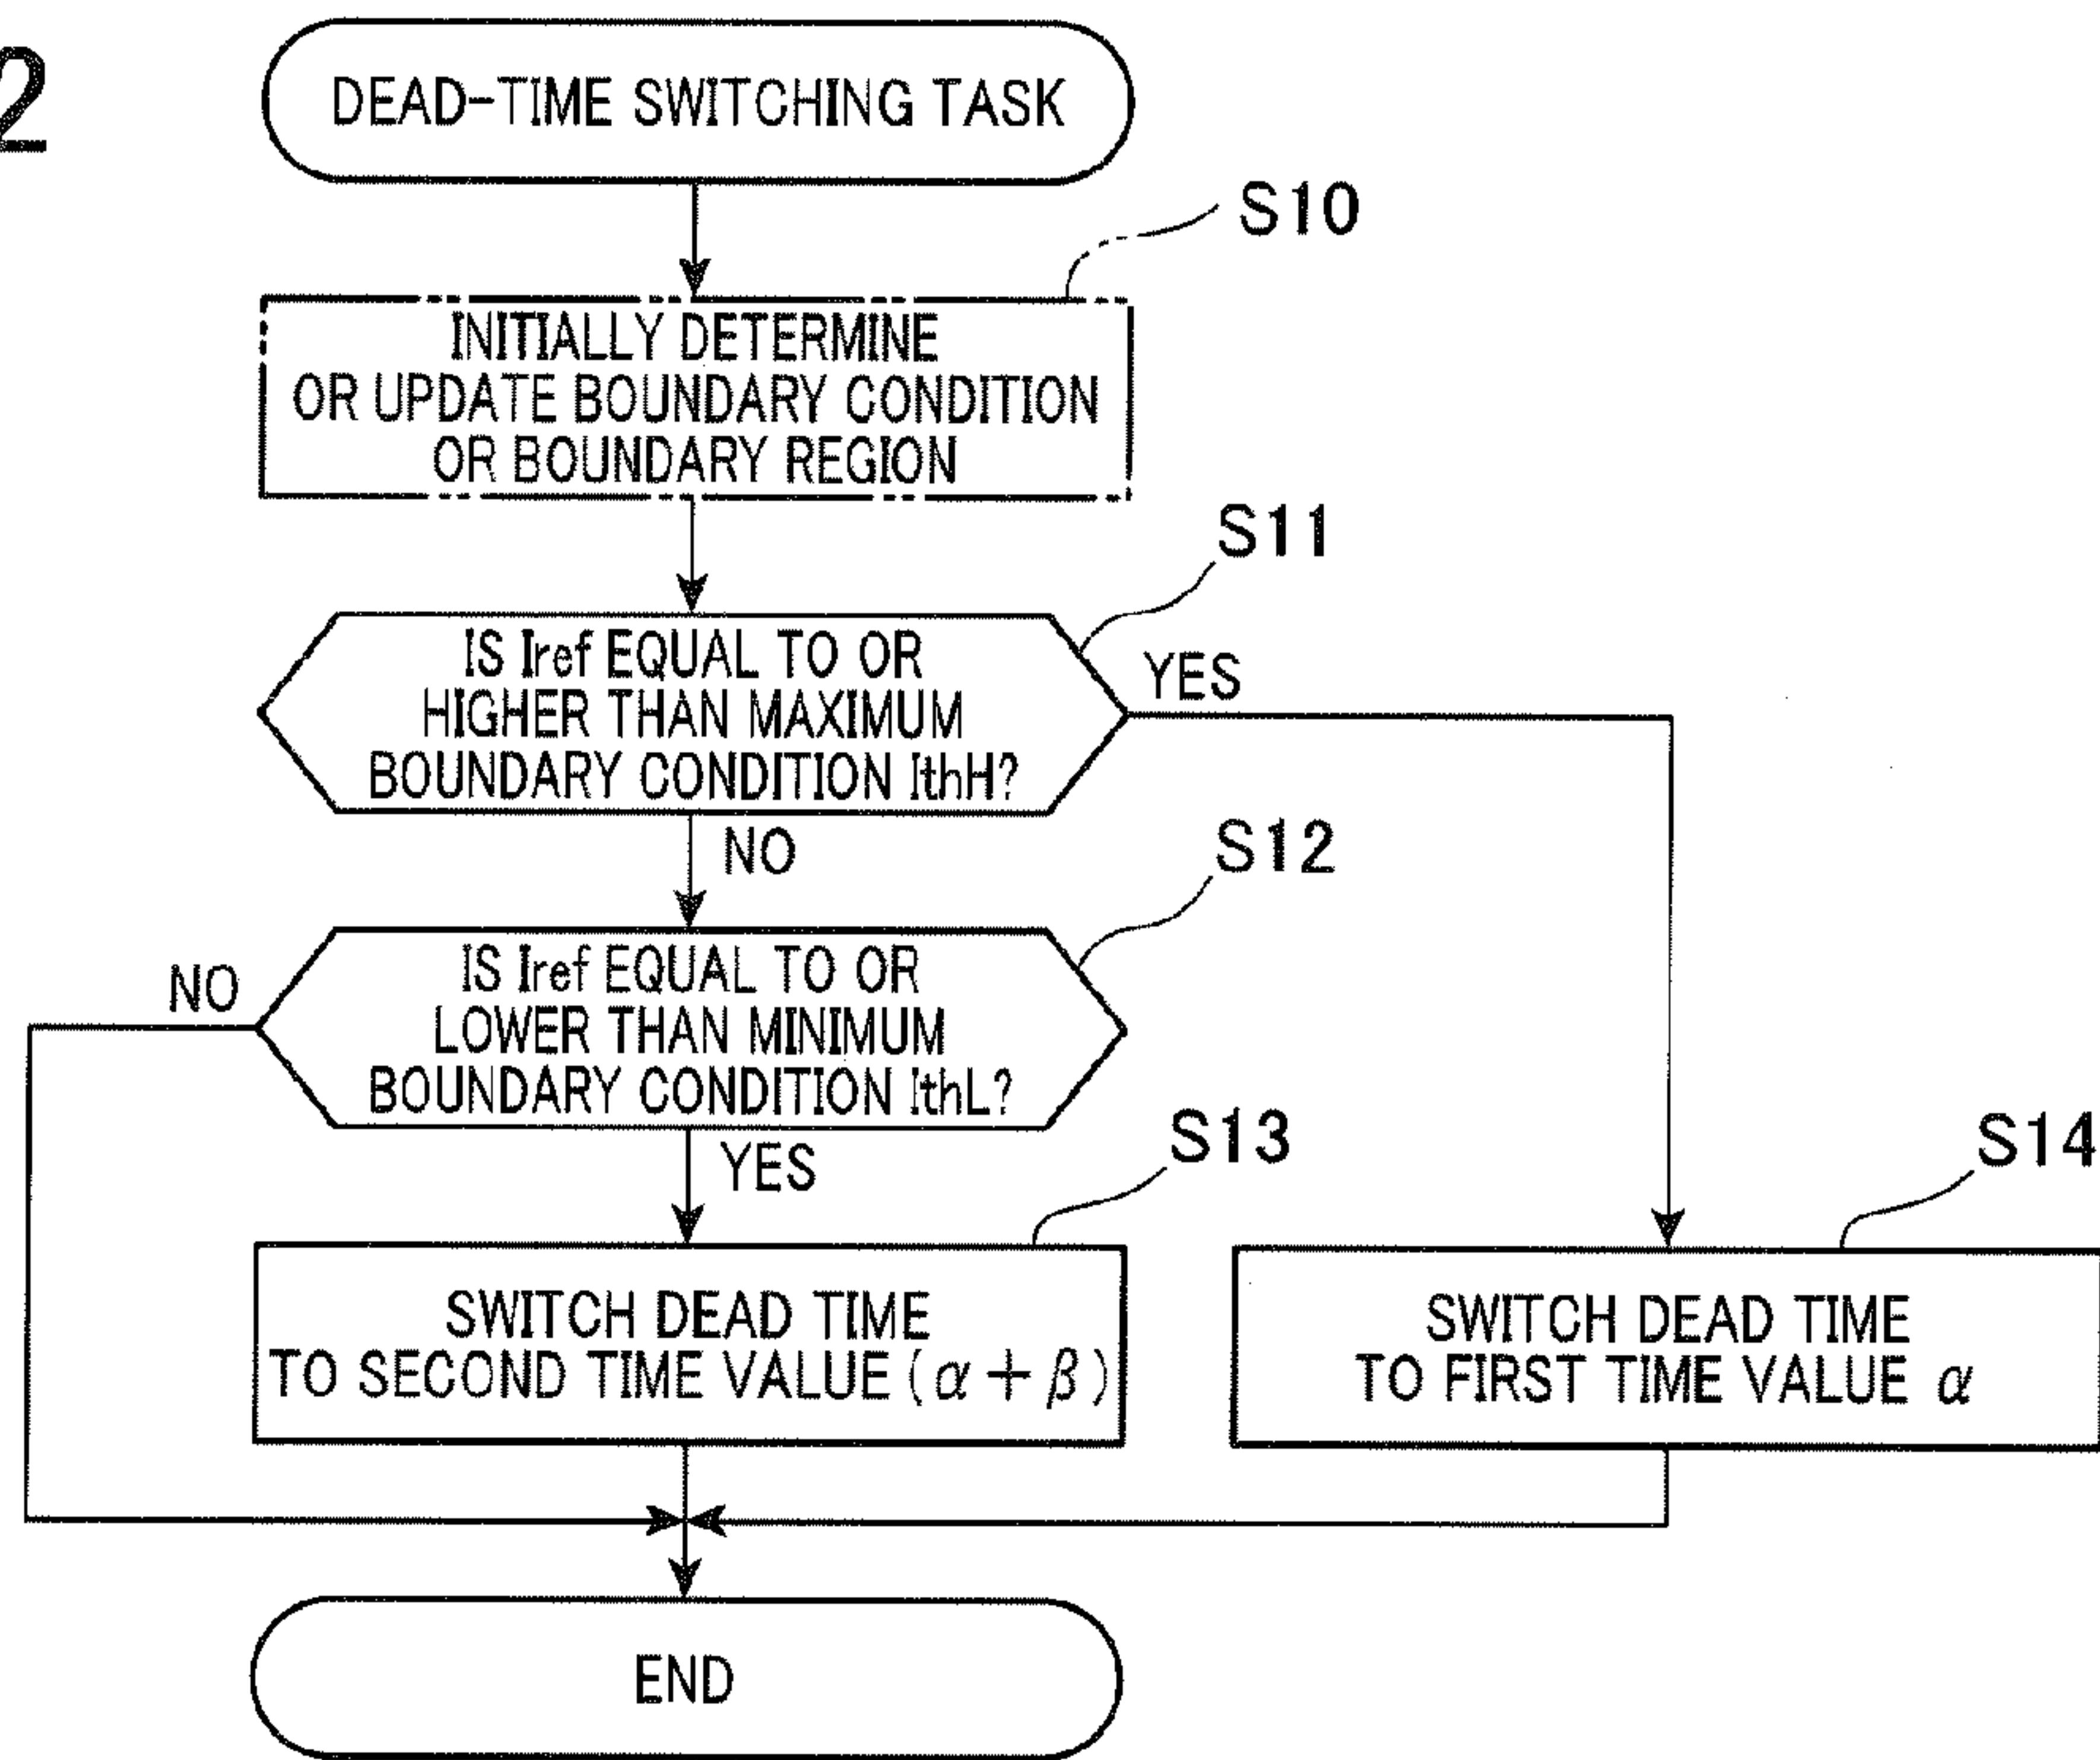 2
DEAD-TIME SWITCHING TASK
S10
INITIALLY DETERMINE
OR UPDATE BOUNDARY CONDITION
OR BOUNDARY REGION
S11
IS Iref EQUAL TO OR
HIGHER THAN MAXIMUM
BOUNDARY CONDITION IthH?
YES
NO
S12
IS Iref EQUAL TO OR
LOWER THAN MINIMUM
BOUNDARY CONDITION IthL?
NO
YES
S13
SWITCH DEAD TIME
TO SECOND TIME VALUE (α + β)
S14
SWITCH DEAD TIME
TO FIRST TIME VALUE α
END